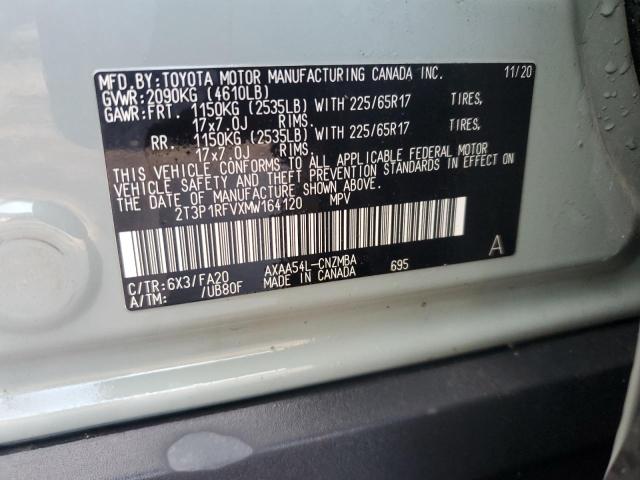 MFD. BY: TOYOTA MOTOR MANUFACTURING CANADA INC. 11/20
GVWR: 2090KG (4610LB)
GAWR: FRT. 1150KG (2535LB) WITH 225/65R17 TIRES,
17x7.0J RIMS.
RR. 1150KG (2535LB) WITH 225/65R17 TIRES,
17x7.0J RIMS.
THIS VEHICLE CONFORMS TO ALL APPLICABLE FEDERAL MOTOR
VEHICLE SAFETY AND THEFT PREVENTION STANDARDS IN EFFECT ON
THE DATE OF MANUFACTURE SHOWN ABOVE.
2T3P1RFVXMW164120 MPV
C/TR: 6X3/FA20 AXAA54L-CNZMBA 695 A
A/TM: /UB80F MADE IN CANADA